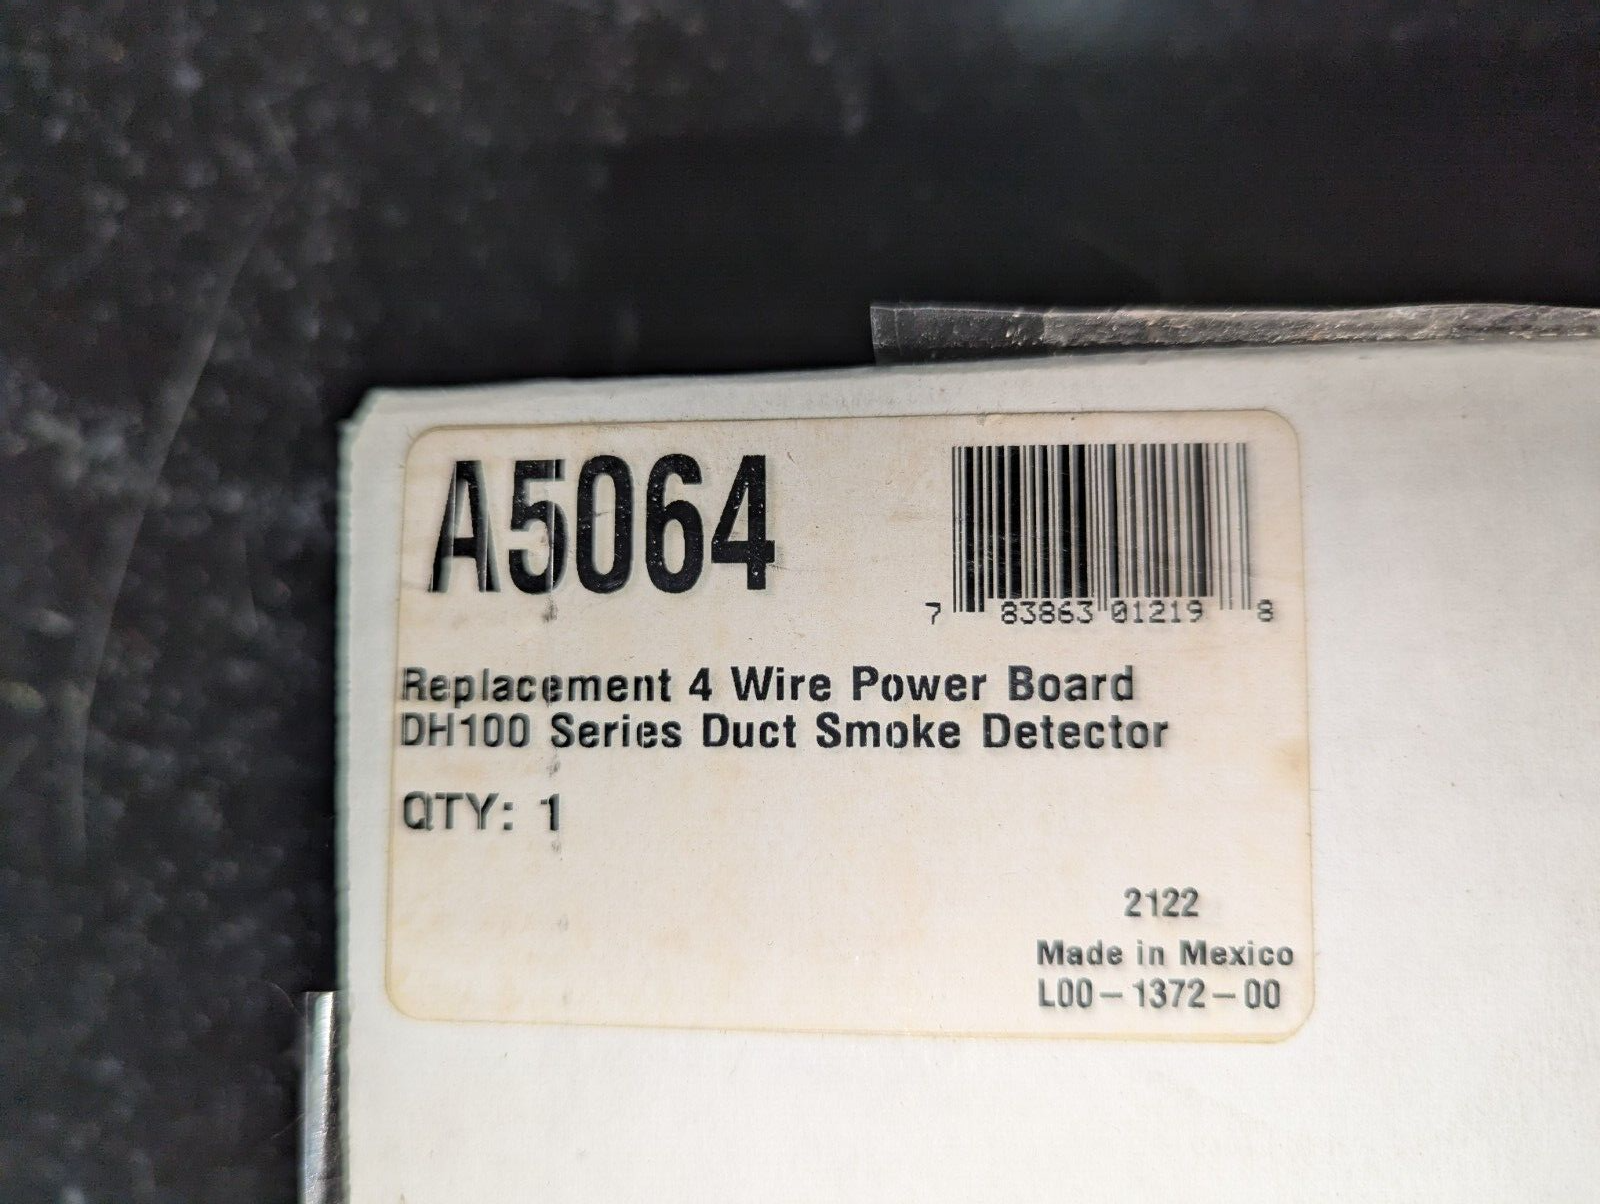 A5064
7 83863 01219 8
Replacement 4 Wire Power Board
DH100 Series Duct Smoke Detector
QTY: 1
2122
Made in Mexico
L00-1372-00